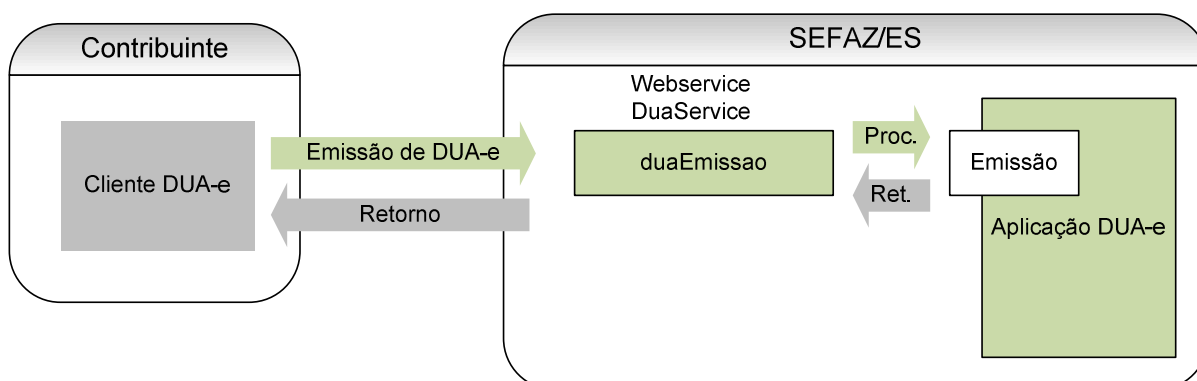 Contribuinte
SEFAZ/ES
Webservice
DuaService
Cliente DUA-e
Emissão de DUA-e
Retorno
duaEmissao
Proc.
Ret.
Emissão
Aplicação DUA-e